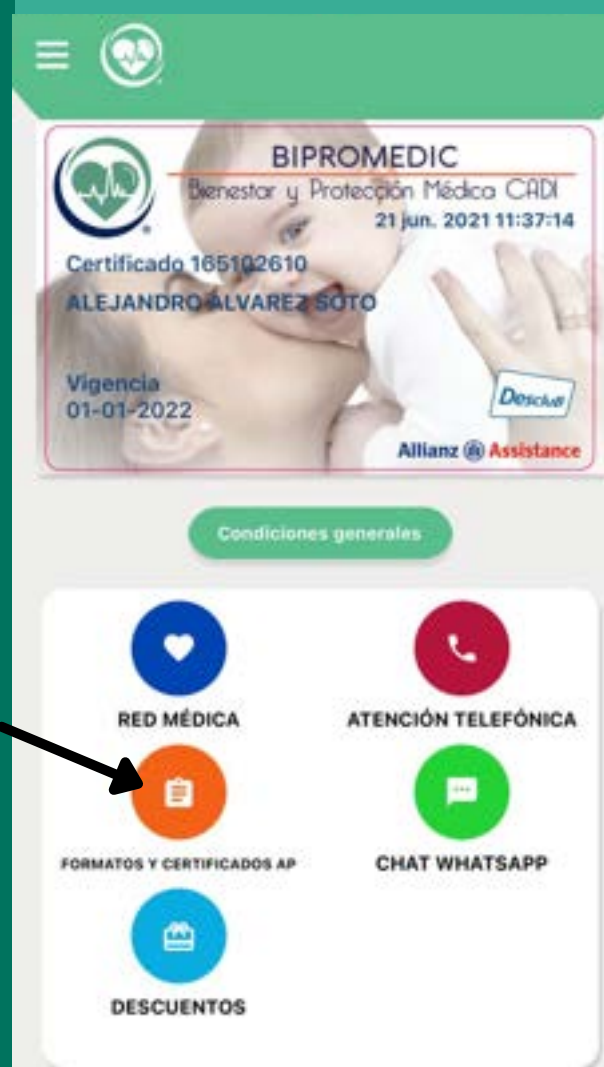 BIPROMEDIC
Bienestar y Protección Médica CADI
21 jun. 2021 11:37:14
Certificado 165102610
ALEJANDRO ALVAREZ SOTO
Vigencia
01-01-2022
Desclub
Allianz Assistance
Condiciones generales
RED MÉDICA
ATENCIÓN TELEFÓNICA
FORMATOS Y CERTIFICADOS AP
CHAT WHATSAPP
DESCUENTOS